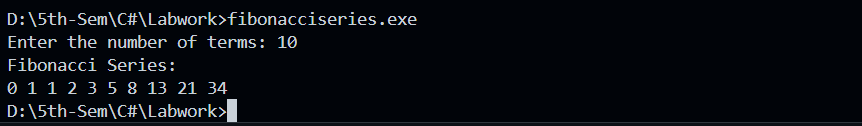 D:\5th-Sem\C#\Labwork>fibonacciseries.exe
Enter the number of terms: 10
Fibonacci Series:
0 1 1 2 3 5 8 13 21 34
D:\5th-Sem\C#\Labwork>